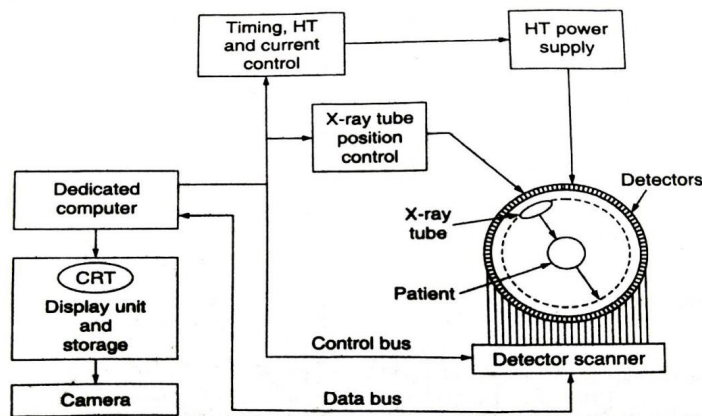 Timing, HT
and current
control
HT power
supply
X-ray tube
position
control
Dedicated
computer
Detectors
X-ray
tube
CRT
Display unit
and
storage
Patient
Control bus
Detector scanner
Camera
Data bus